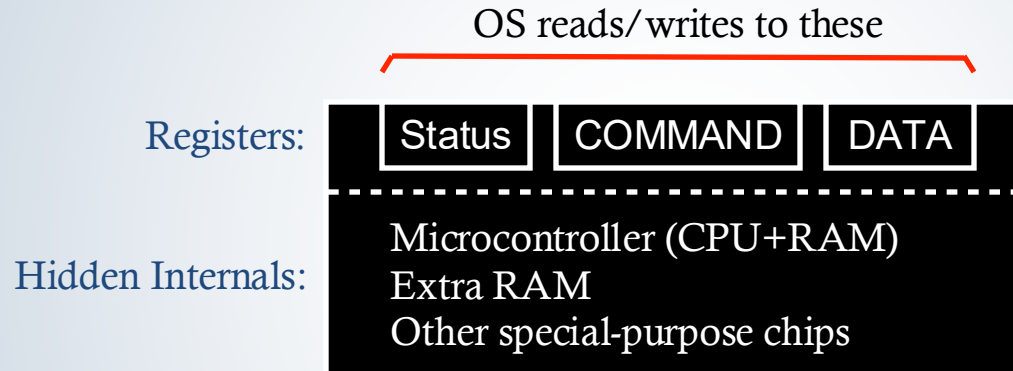 OS reads/writes to these
Registers: Status COMMAND DATA
Microcontroller (CPU+RAM)
Hidden Internals: Extra RAM
Other special-purpose chips